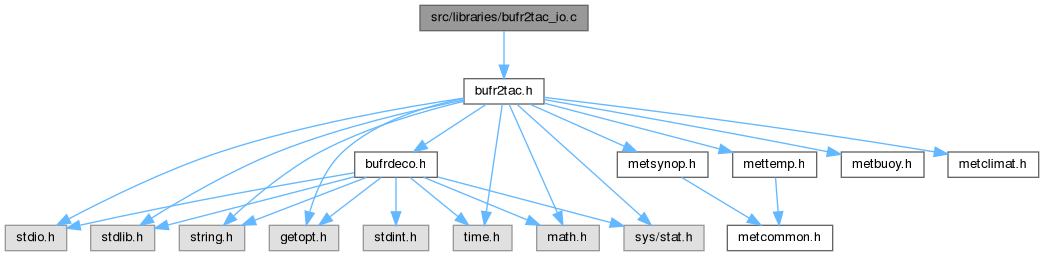 src/libraries/bufr2tac_io.c
bufr2tac.h
bufrdeco.h
metsynop.h
mettemp.h
metbuoy.h
metclimat.h
stdio.h
stdlib.h
string.h
getopt.h
stdint.h
time.h
math.h
sys/stat.h
metcommon.h